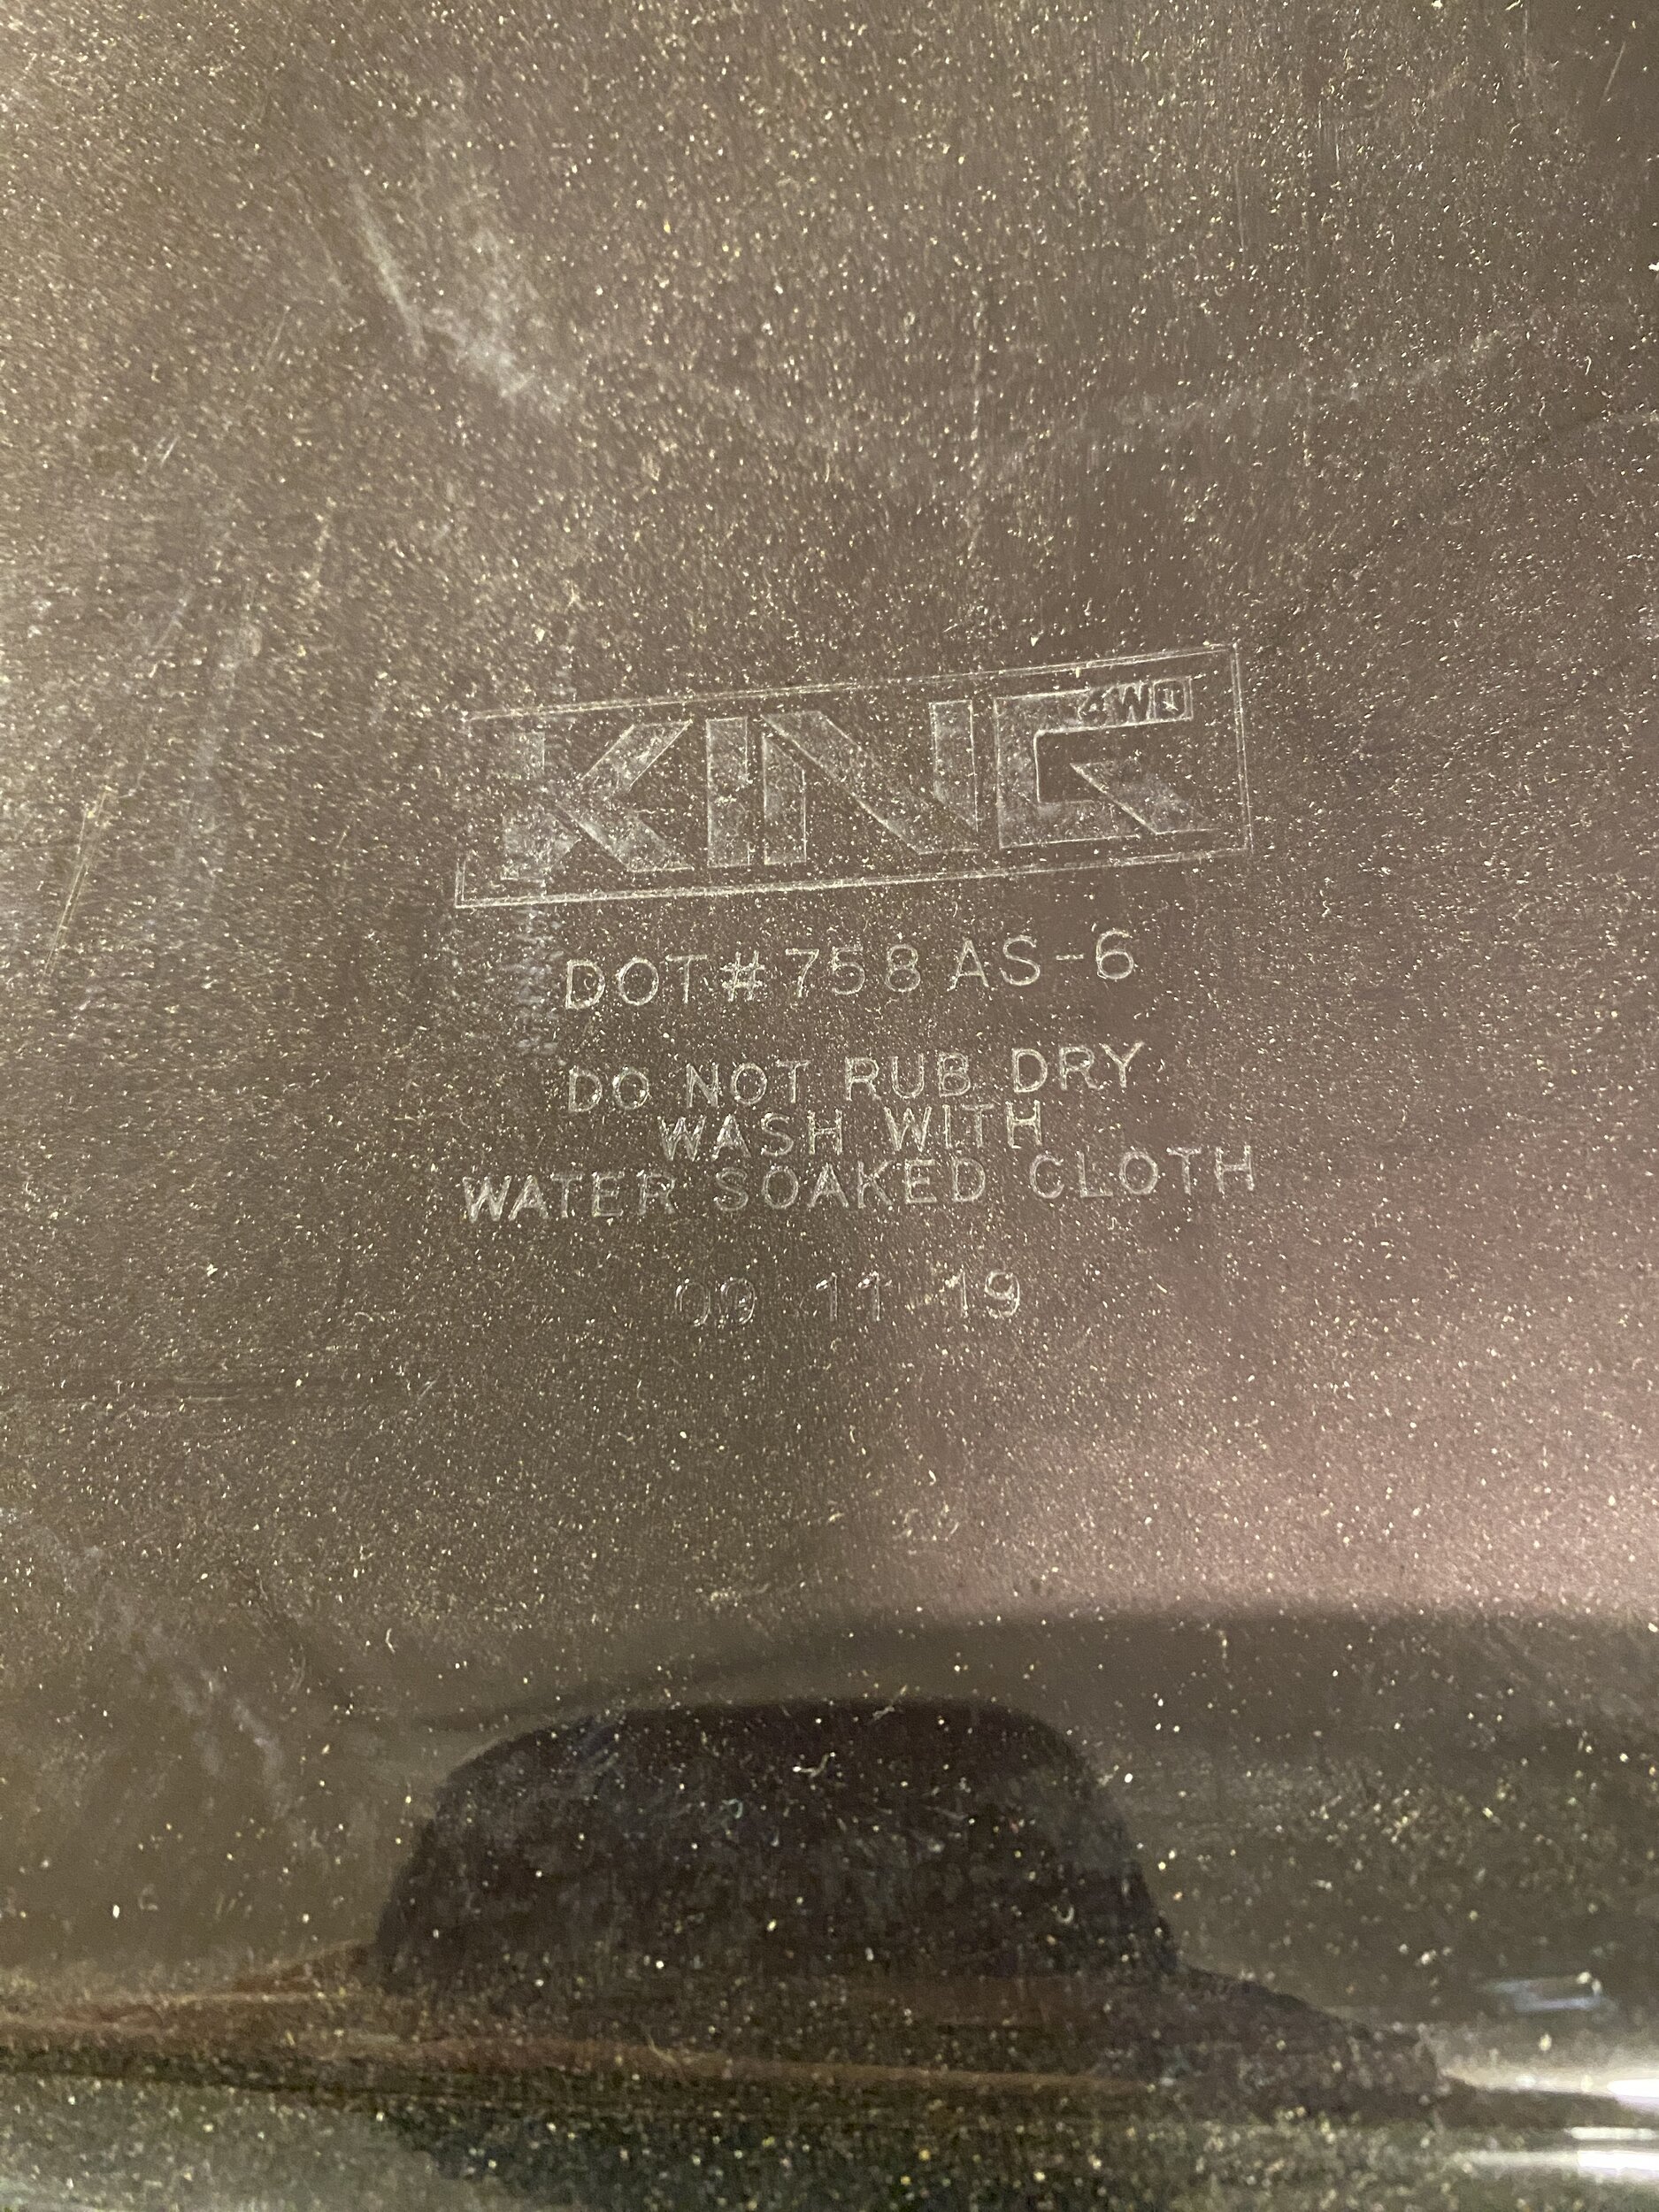 KING 4WD
DOT#758 AS-6
DO NOT RUB DRY
WASH WITH
WATER SOAKED CLOTH
09 11 19